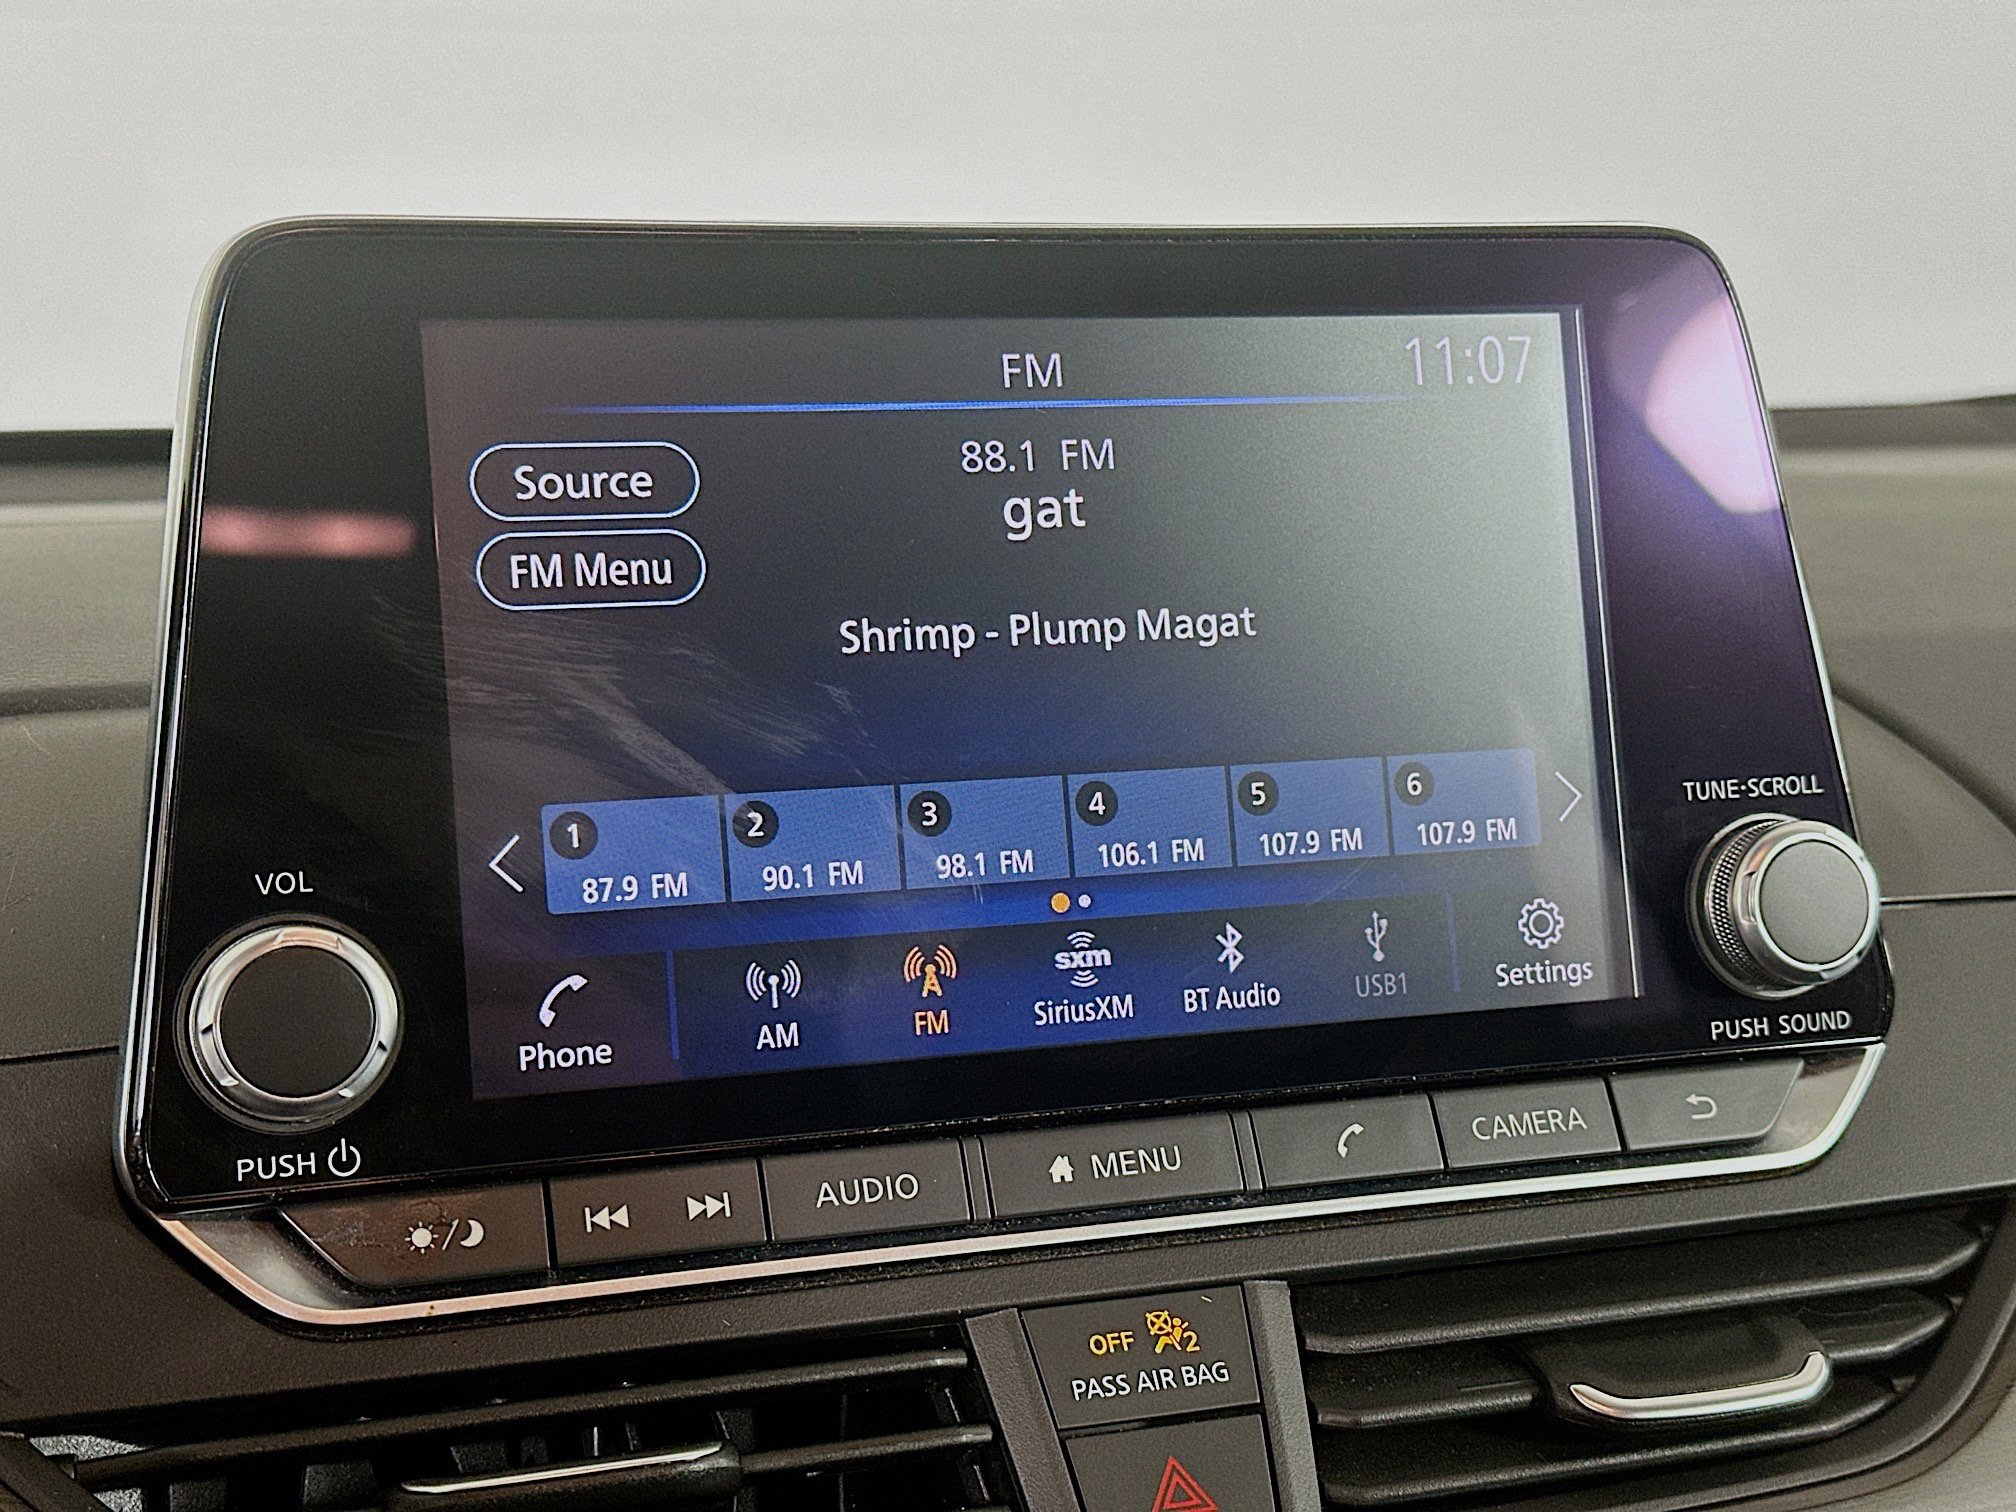 FM
11:07
Source
88.1 FM
gat
FM Menu
Shrimp - Plump Magat
1 2 3 4 5 6
87.9 FM 90.1 FM 98.1 FM 106.1 FM 107.9 FM 107.9 FM
Phone
AM
FM
sxm
SiriusXM
BT Audio
USB1
Settings
VOL
PUSH
TUNE·SCROLL
PUSH SOUND
AUDIO
MENU
CAMERA
OFF 2
PASS AIR BAG